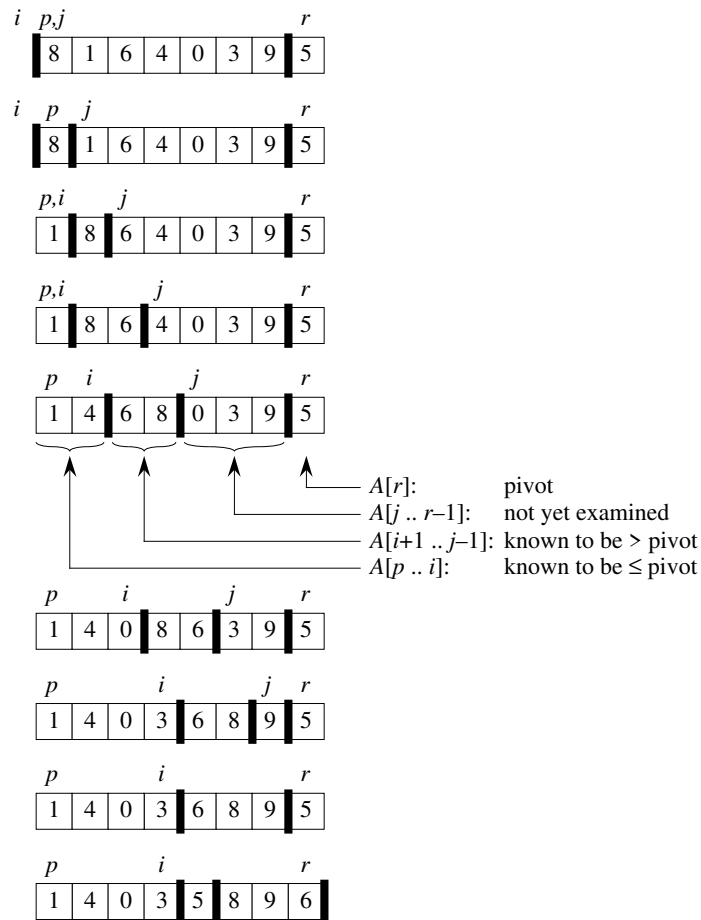 i p,j r
8 1 6 4 0 3 9 5
i p j r
8 1 6 4 0 3 9 5
p,i j r
1 8 6 4 0 3 9 5
p,i j r
1 8 6 4 0 3 9 5
p i j r
1 4 6 8 0 3 9 5
A[r]: pivot
A[j .. r–1]: not yet examined
A[i+1 .. j–1]: known to be > pivot
A[p .. i]: known to be ≤ pivot
p i j r
1 4 0 8 6 3 9 5
p i j r
1 4 0 3 6 8 9 5
p i r
1 4 0 3 6 8 9 5
p i r
1 4 0 3 5 8 9 6